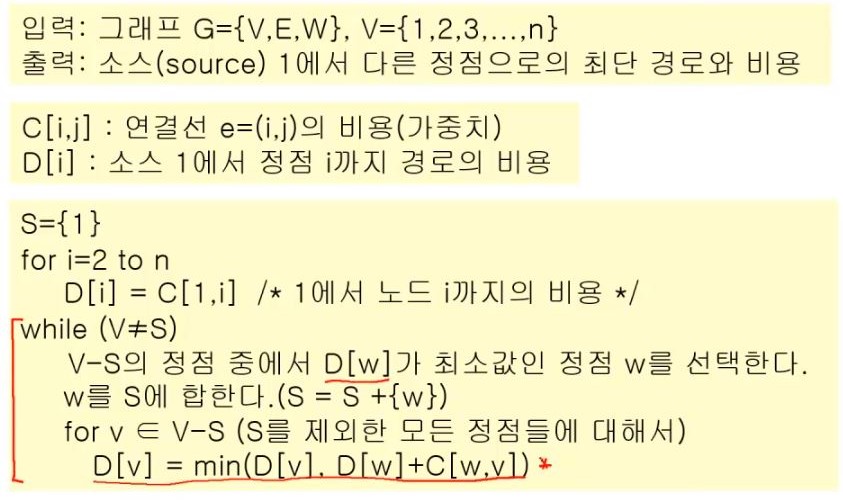 입력: 그래프 G={V,E,W}, V={1,2,3,...,n}
출력: 소스(source) 1에서 다른 정점으로의 최단 경로와 비용
C[i,j] : 연결선 e=(i,j)의 비용(가중치)
D[i] : 소스 1에서 정점 i까지 경로의 비용
S={1}
for i=2 to n
D[i] = C[1,i] /* 1에서 노드 i까지의 비용 */
while (V≠S)
V-S의 정점 중에서 D[w]가 최소값인 정점 w를 선택한다.
w를 S에 합한다.(S = S +{w})
for v ∈ V-S (S를 제외한 모든 정점들에 대해서)
D[v] = min(D[v], D[w]+C[w,v]) *